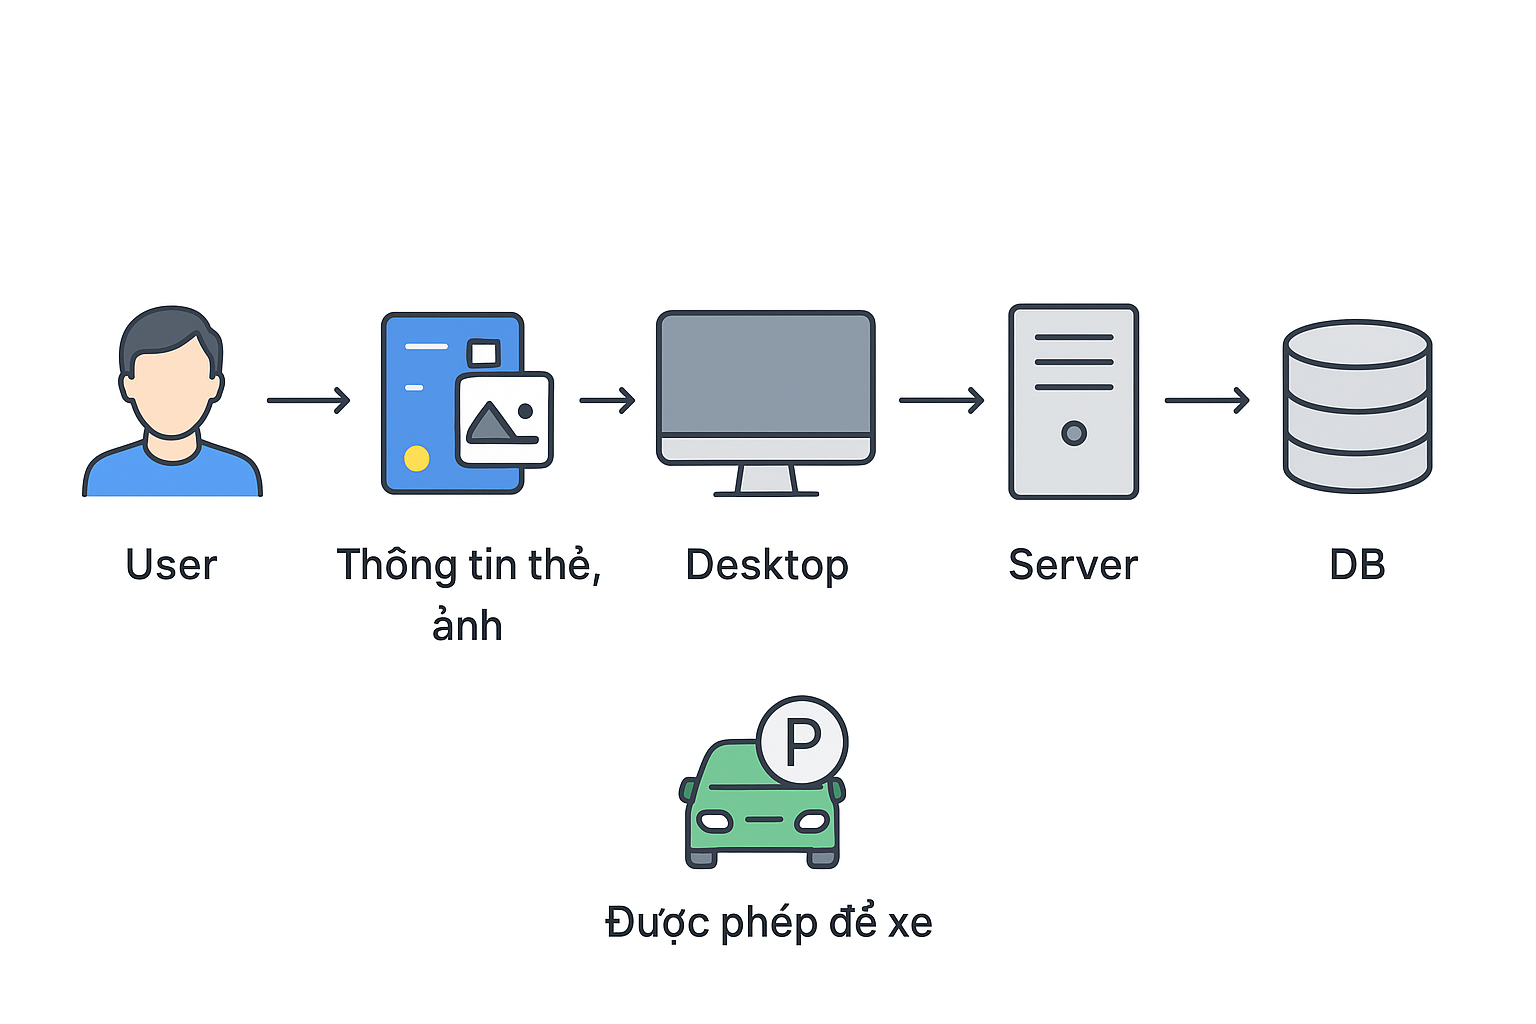 User
Thông tin thẻ,
ảnh
Desktop
Server
DB
P
Được phép để xe